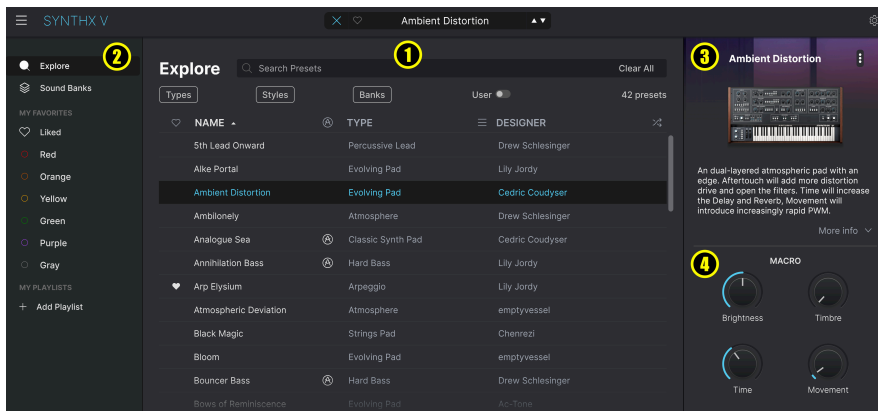 SYNTHX V
Ambient Distortion
1
2
3
4
Explore
Sound Banks
MY FAVORITES
Liked
Red
Orange
Yellow
Green
Purple
Gray
MY PLAYLISTS
+ Add Playlist
Explore
Search Presets
Clear All
Types
Styles
Banks
User
42 presets
NAME TYPE DESIGNER
5th Lead Onward Percussive Lead Drew Schlesinger
Alke Portal Evolving Pad Lily Jordy
Ambient Distortion Evolving Pad Cedric Coudyser
Ambilonely Atmosphere Drew Schlesinger
Analogue Sea Classic Synth Pad Cedric Coudyser
Annihilation Bass Hard Bass Lily Jordy
Arp Elysium Arpeggio Lily Jordy
Atmospheric Deviation Atmosphere emptyvessel
Black Magic Strings Pad Chenrezi
Bloom Evolving Pad emptyvessel
Bouncer Bass Hard Bass Drew Schlesinger
Bows of Reminiscence Evolving Pad Ac-Tone
Ambient Distortion
An dual-layered atmospheric pad with an
edge. Aftertouch will add more distortion
drive and open the filters. Time will increase
the Delay and Reverb, Movement will
introduce increasingly rapid PWM.
More info
MACRO
Brightness
Timbre
Time
Movement